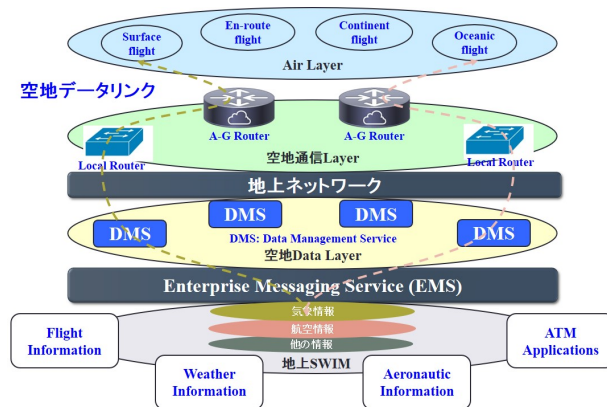 Surface
flight
En-route
flight
Continent
flight
Oceanic
flight
Air Layer
空地データリンク
A-G Router
A-G Router
Local Router
空地通信Layer
Local Router
地上ネットワーク
DMS
DMS
DMS
DMS
DMS: Data Management Service
空地Data Layer
Enterprise Messaging Service (EMS)
気象情報
航空情報
他の情報
地上SWIM
Flight
Information
Weather
Information
Aeronautic
Information
ATM
Applications